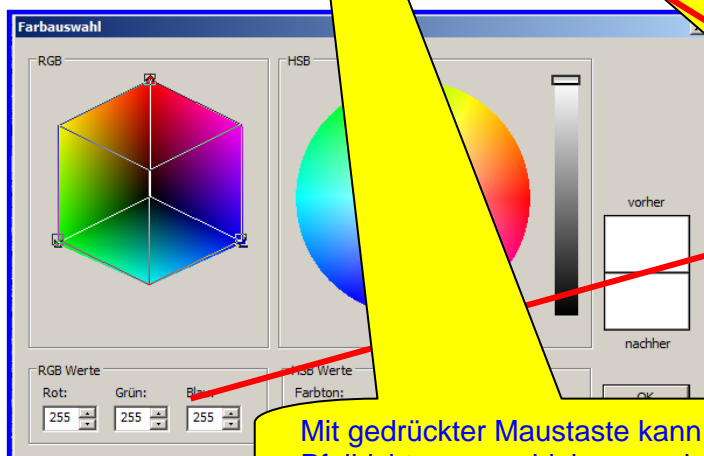 Farbauswahl
RGB
HSB
vorher
nachher
RGB Werte
HSB Werte
Rot:
Grün:
Farbton:
255
255
255
OK
Mit gedrückter Maustaste kann